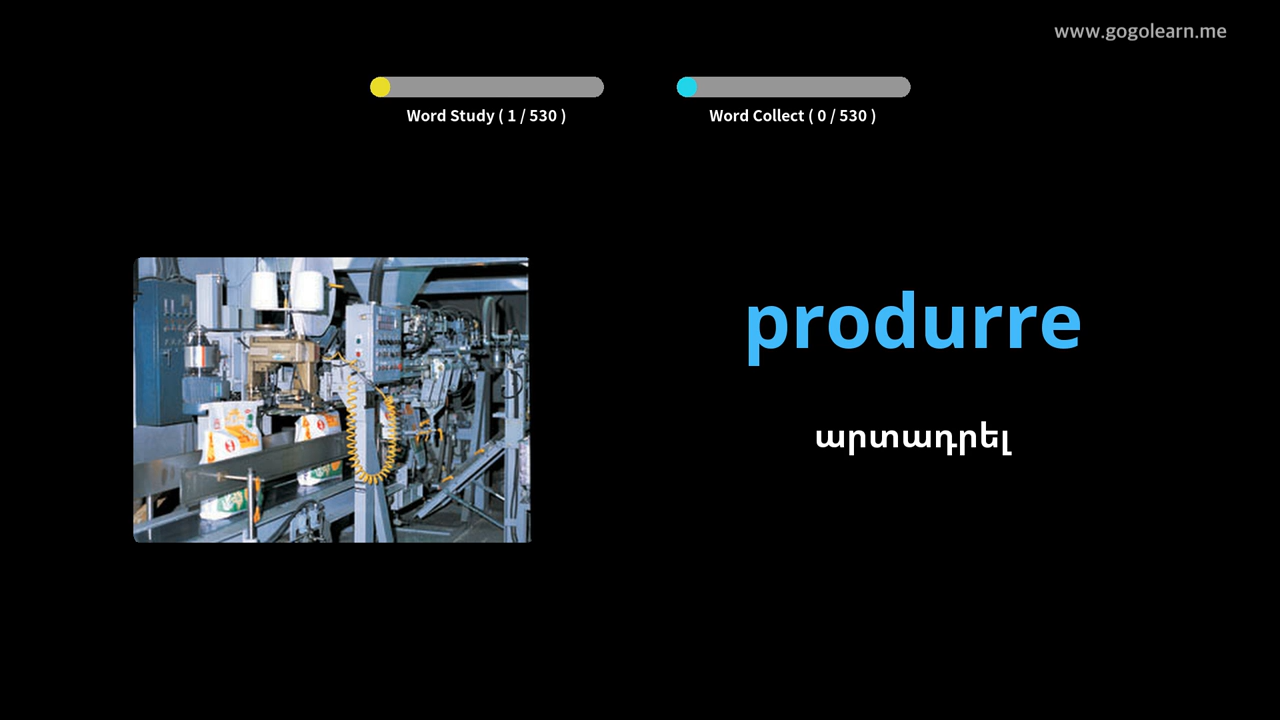 www.gogolearn.me
Word Study ( 1 / 530 )
Word Collect ( 0 / 530 )
produrre
արտադրել